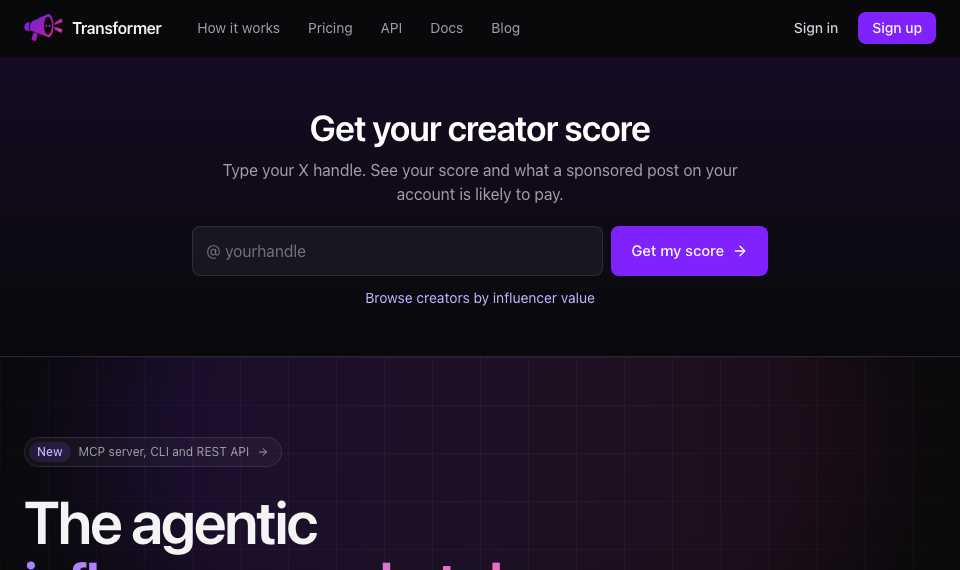 Transformer
How it works
Pricing
API
Docs
Blog
Sign in
Sign up
Get your creator score
Type your X handle. See your score and what a sponsored post on your
account is likely to pay.
@ yourhandle
Get my score →
Browse creators by influencer value
New MCP server, CLI and REST API →
The agentic